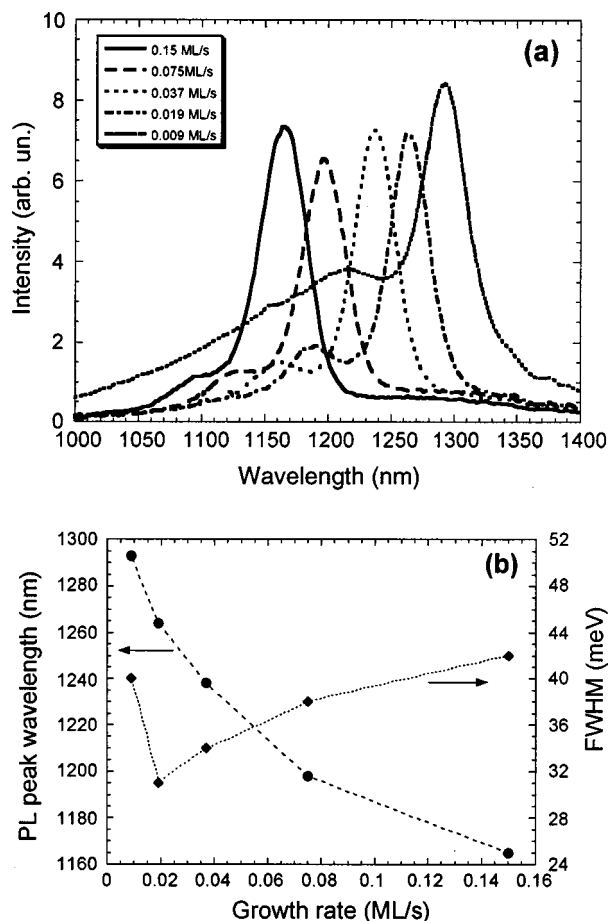 (a)
0.15 ML/s
0.075ML/s
0.037 ML/s
0.019 ML/s
0.009 ML/s
10
8
6
4
2
0
Intensity (arb. un.)
1000 1050 1100 1150 1200 1250 1300 1350 1400
Wavelength (nm)
(b)
1300
1280
1260
1240
1220
1200
1180
1160
PL peak wavelength (nm)
52
48
44
40
36
32
28
24
FWHM (meV)
0 0.02 0.04 0.06 0.08 0.1 0.12 0.14 0.16
Growth rate (ML/s)